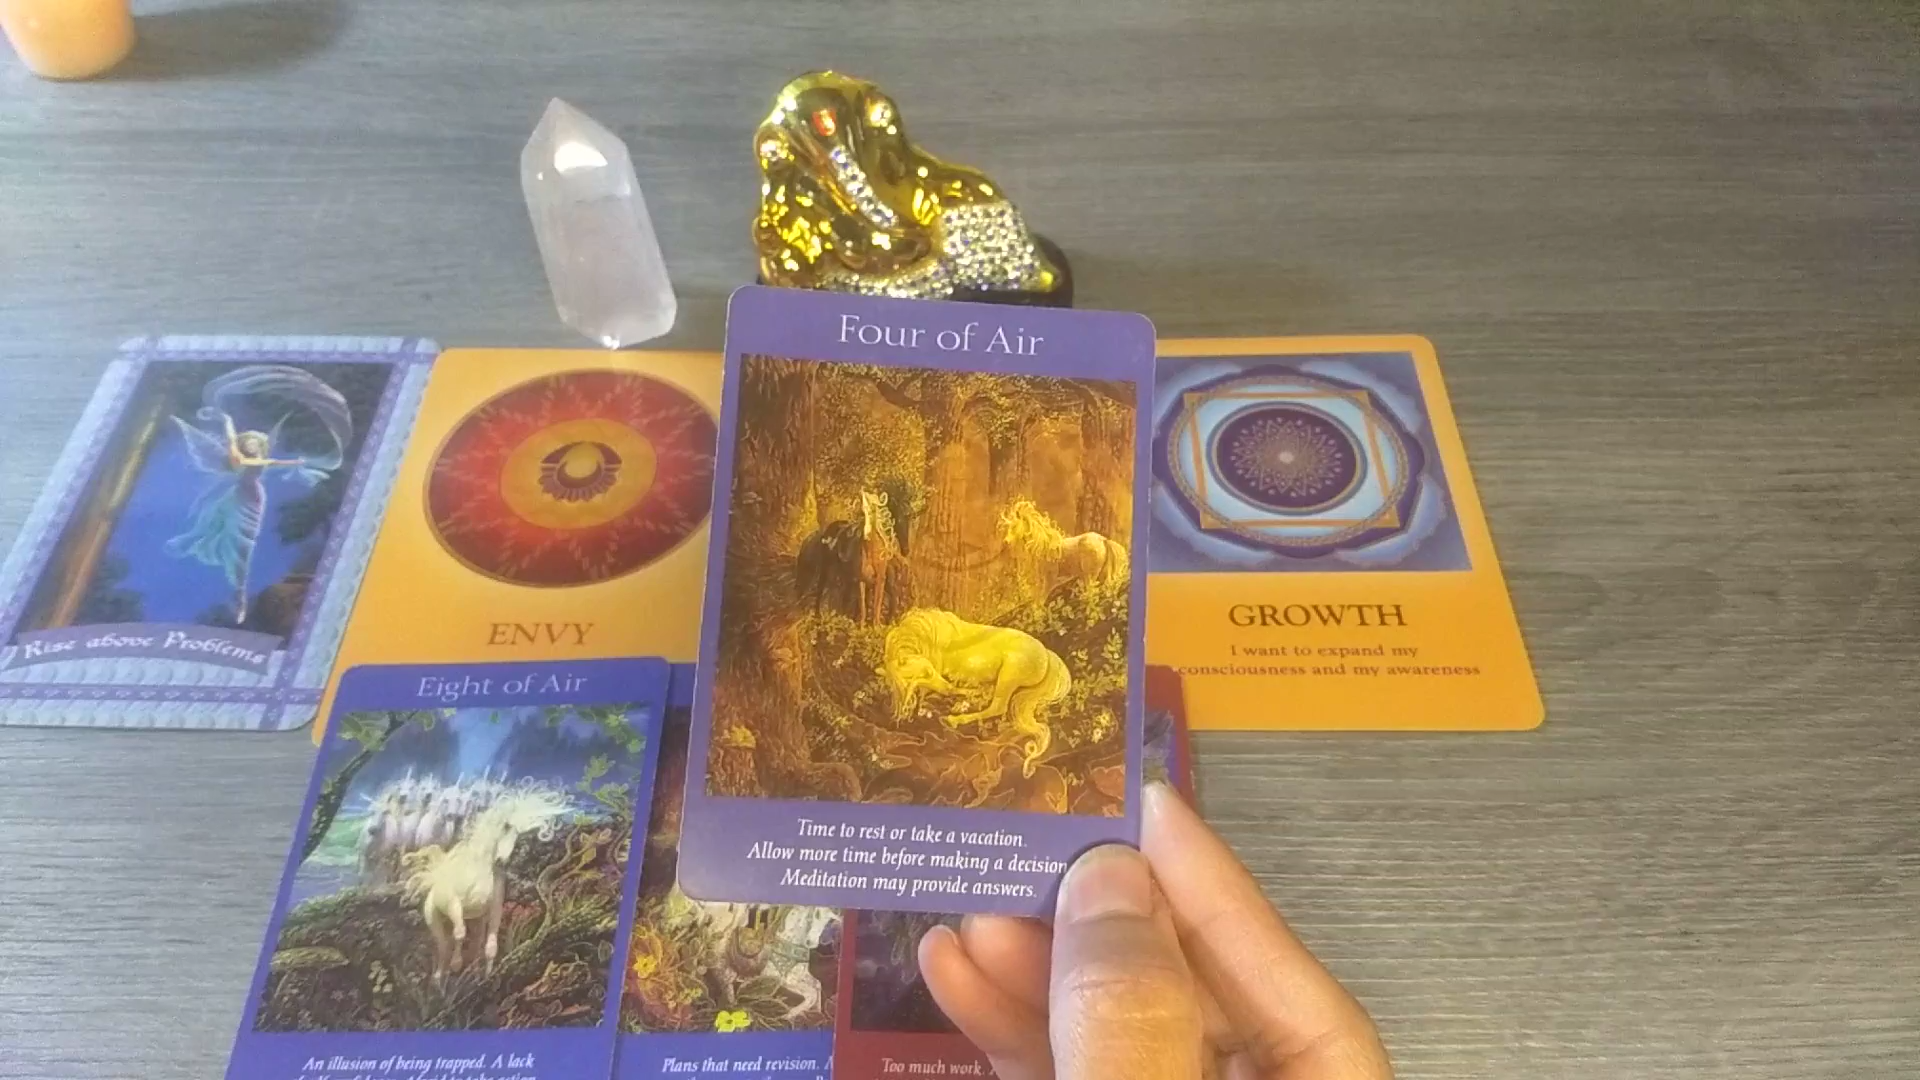 Four of Air
Time to rest or take a vacation.
Allow more time before making a decision
Meditation may provide answers.
Rise above Problems
ENVY
GROWTH
I want to expand my
consciousness and my awareness
Eight of Air
An illusion of being trapped. A lack
Plans that need revision.
Too much work.